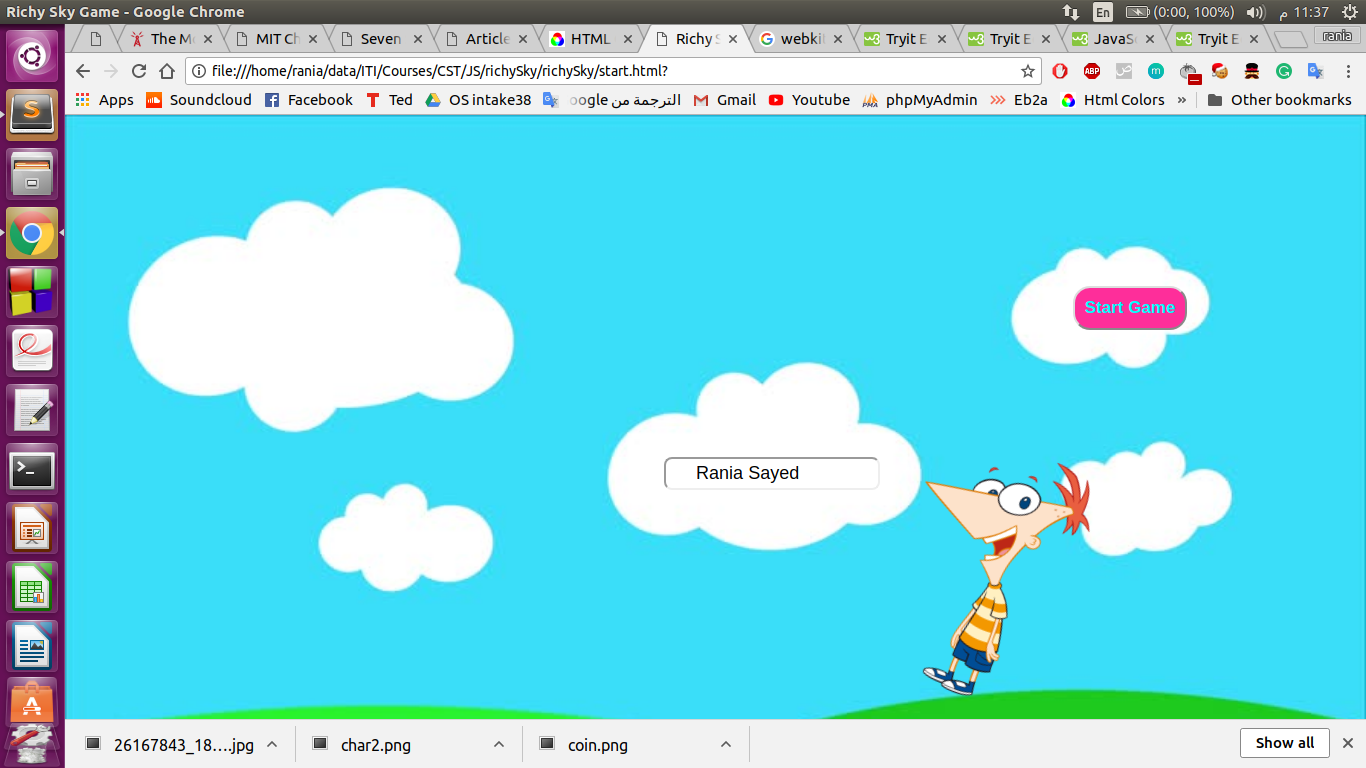 Richy Sky Game - Google Chrome
En (0:00, 100%) م 11:37
The M MIT Ch Seven Article HTML Richy S webki Tryit E Tryit E JavaSc Tryit E rania
file:///home/rania/data/ITI/Courses/CST/JS/richySky/richySky/start.html?
Apps Soundcloud Facebook Ted OS intake38 الترجمة من oogle Gmail Youtube phpMyAdmin Eb2a Html Colors » Other bookmarks
Start Game
Rania Sayed
26167843_18....jpg char2.png coin.png Show all